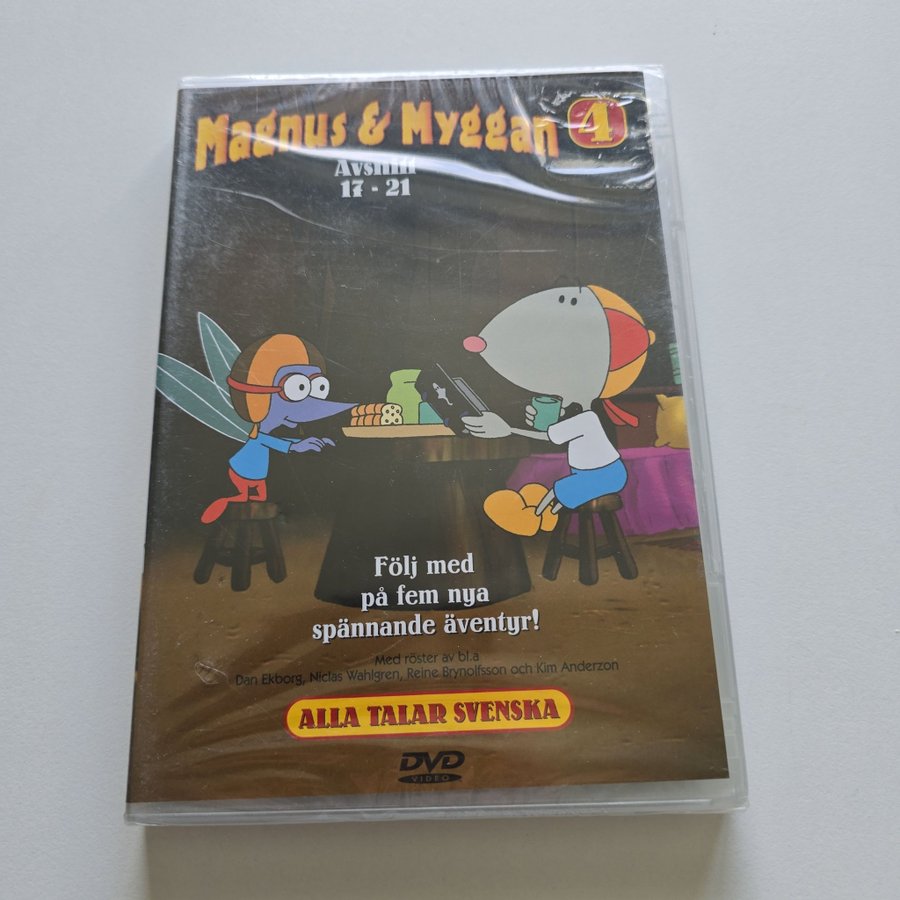 Magnus & Myggan 4
Avsnitt
17 - 21
Följ med
på fem nya
spännande äventyr!
Med röster av bl.a
Dan Ekborg, Niclas Wahlgren, Reine Brynolfsson och Kim Anderzon
ALLA TALAR SVENSKA
DVD
VIDEO